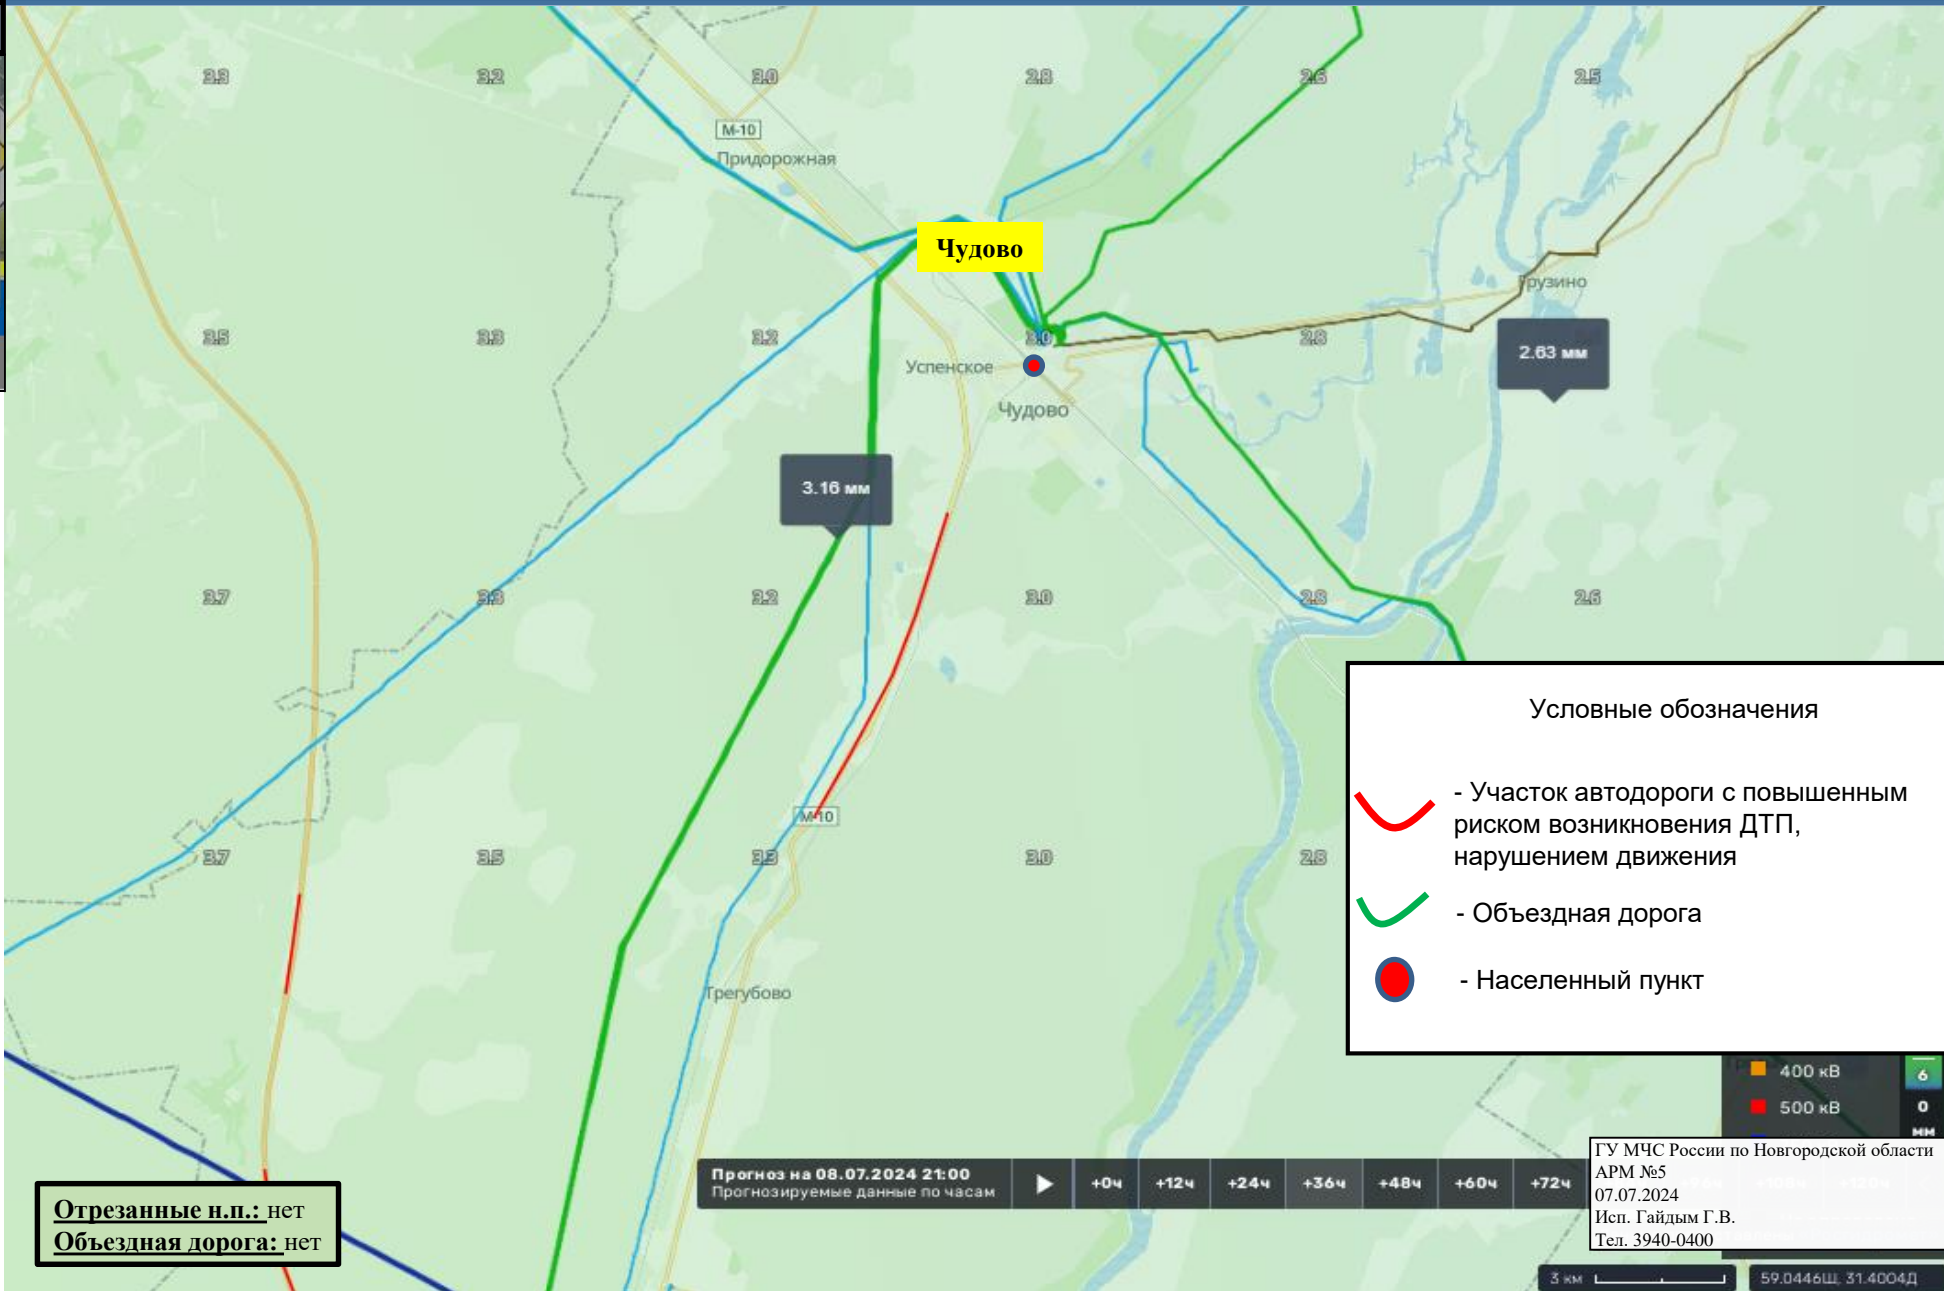 3.3 3.2 3.0 2.8 2.6 2.5
М-10
Придорожная
Чудово
Грузино
3.5 3.3 3.2 3.0 2.8
2.63 мм
Успенское
Чудово
3.16 мм
3.7 3.3 3.2 3.0 2.8 2.6
Условные обозначения
- Участок автодороги с повышенным
риском возникновения ДТП,
нарушением движения
М-10
3.7 3.5 3.3 3.0 2.8
- Объездная дорога
- Населенный пункт
Трегубово
400 кВ
6
500 кВ
0
мм
Прогноз на 08.07.2024 21:00
Прогнозируемые данные по часам
+0ч +12ч +24ч +36ч +48ч +60ч +72ч
ГУ МЧС России по Новгородской области
АРМ №5
07.07.2024
Исп. Гайдым Г.В.
Тел. 3940-0400
Отрезанные н.п.: нет
Объездная дорога: нет
3 км
59.0446Ш, 31.4004Д